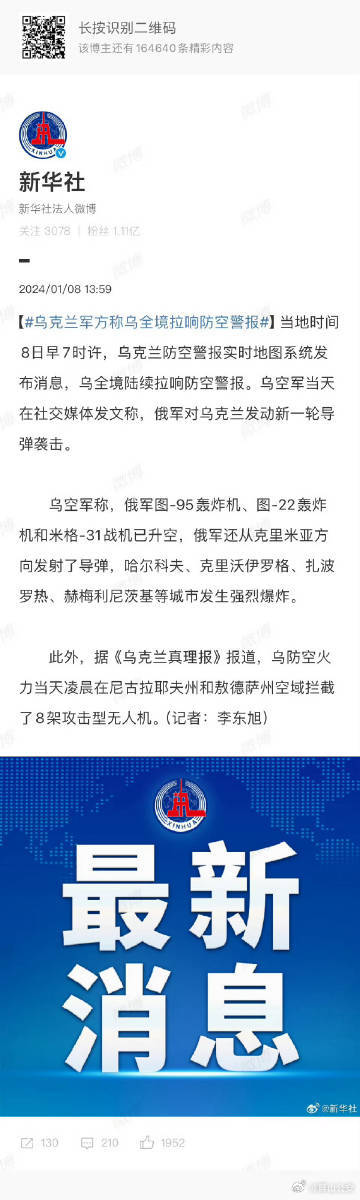 长按识别二维码
该博主还有164640条精彩内容
XINHUA
新华社
新华社法人微博
关注 3078 | 粉丝 1.11亿
2024/01/08 13:59
【#乌克兰军方称乌全境拉响防空警报#】当地时间
8日早7时许，乌克兰防空警报实时地图系统发
布消息，乌全境陆续拉响防空警报。乌空军当天
在社交媒体发文称，俄军对乌克兰发动新一轮导
弹袭击。
乌空军称，俄军图-95轰炸机、图-22轰炸
机和米格-31战机已升空，俄军还从克里米亚方
向发射了导弹，哈尔科夫、克里沃伊罗格、扎波
罗热、赫梅利尼茨基等城市发生强烈爆炸。
此外，据《乌克兰真理报》报道，乌防空火
力当天凌晨在尼古拉耶夫州和敖德萨州空域拦截
了8架攻击型无人机。（记者：李东旭）
XINHUA
最新
消息
@新华社
130 210 1952